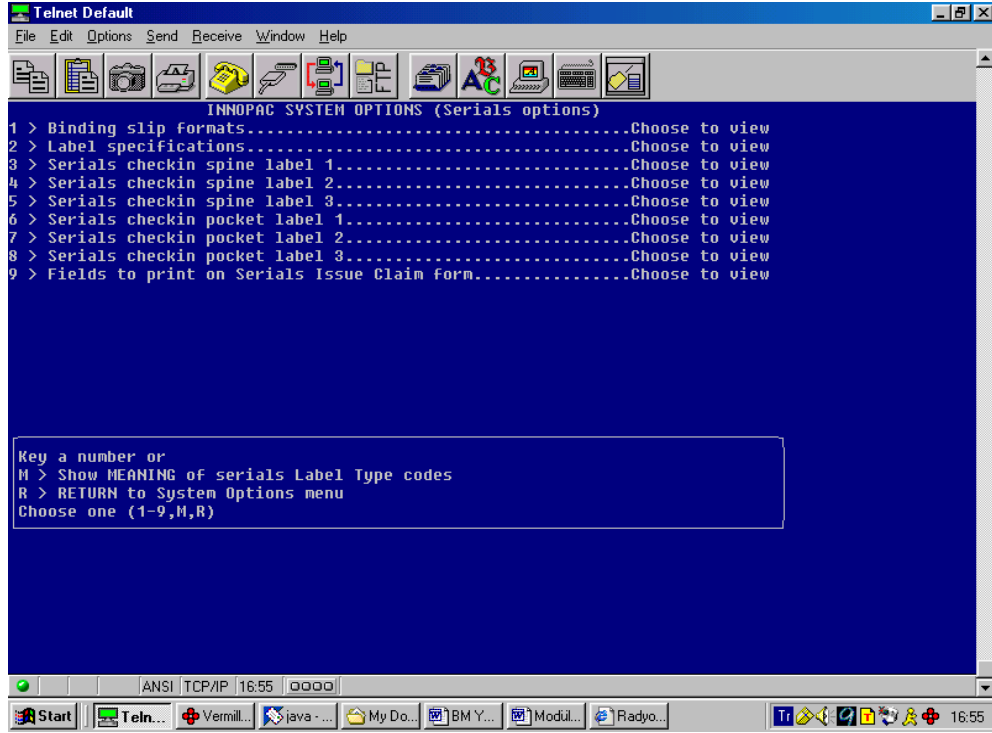 Telnet Default
File Edit Options Send Receive Window Help
INNOPAC SYSTEM OPTIONS (Serials options)
1 > Binding slip formats.......................................Choose to view
2 > Label specifications.......................................Choose to view
3 > Serials checkin spine label 1..............................Choose to view
4 > Serials checkin spine label 2..............................Choose to view
5 > Serials checkin spine label 3..............................Choose to view
6 > Serials checkin pocket label 1.............................Choose to view
7 > Serials checkin pocket label 2.............................Choose to view
8 > Serials checkin pocket label 3.............................Choose to view
9 > Fields to print on Serials Issue Claim form................Choose to view
Key a number or
M > Show MEANING of serials Label Type codes
R > RETURN to System Options menu
Choose one (1-9,M,R)
ANSI TCP/IP 16:55
Start Teln... Vermill... java - ... My Do... BM Y... Modül... Radyo... Tr 16:55